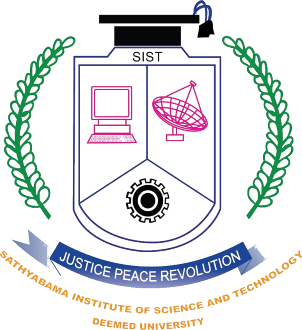 SIST
JUSTICE PEACE REVOLUTION
SATHYABAMA INSTITUTE OF SCIENCE AND TECHNOLOGY
DEEMED UNIVERSITY